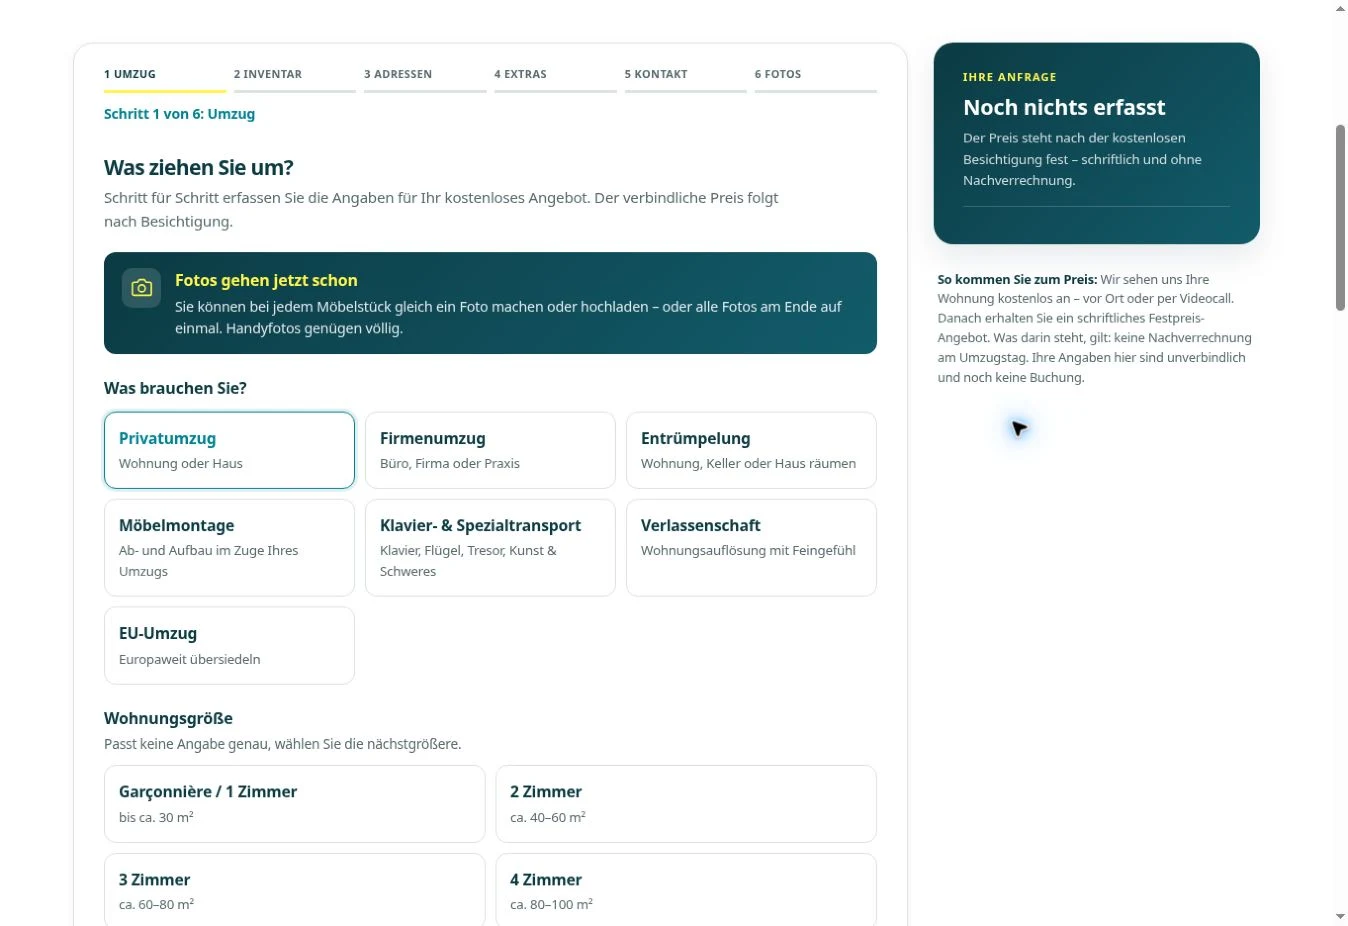 1 UMZUG
2 INVENTAR
3 ADRESSEN
4 EXTRAS
5 KONTAKT
6 FOTOS
Schritt 1 von 6: Umzug
Was ziehen Sie um?
Schritt für Schritt erfassen Sie die Angaben für Ihr kostenloses Angebot. Der verbindliche Preis folgt
nach Besichtigung.
Fotos gehen jetzt schon
Sie können bei jedem Möbelstück gleich ein Foto machen oder hochladen – oder alle Fotos am Ende auf
einmal. Handyfotos genügen völlig.
Was brauchen Sie?
Privatumzug
Wohnung oder Haus
Firmenumzug
Büro, Firma oder Praxis
Entrümpelung
Wohnung, Keller oder Haus räumen
Möbelmontage
Ab- und Aufbau im Zuge Ihres
Umzugs
Klavier- & Spezialtransport
Klavier, Flügel, Tresor, Kunst &
Schweres
Verlassenschaft
Wohnungsauflösung mit Feingefühl
EU-Umzug
Europaweit übersiedeln
Wohnungsgröße
Passt keine Angabe genau, wählen Sie die nächstgrößere.
Garçonnière / 1 Zimmer
bis ca. 30 m²
2 Zimmer
ca. 40–60 m²
3 Zimmer
ca. 60–80 m²
4 Zimmer
ca. 80–100 m²
IHRE ANFRAGE
Noch nichts erfasst
Der Preis steht nach der kostenlosen
Besichtigung fest – schriftlich und ohne
Nachverrechnung.
So kommen Sie zum Preis: Wir sehen uns Ihre
Wohnung kostenlos an – vor Ort oder per Videocall.
Danach erhalten Sie ein schriftliches Festpreis-
Angebot. Was darin steht, gilt: keine Nachverrechnung
am Umzugstag. Ihre Angaben hier sind unverbindlich
und noch keine Buchung.